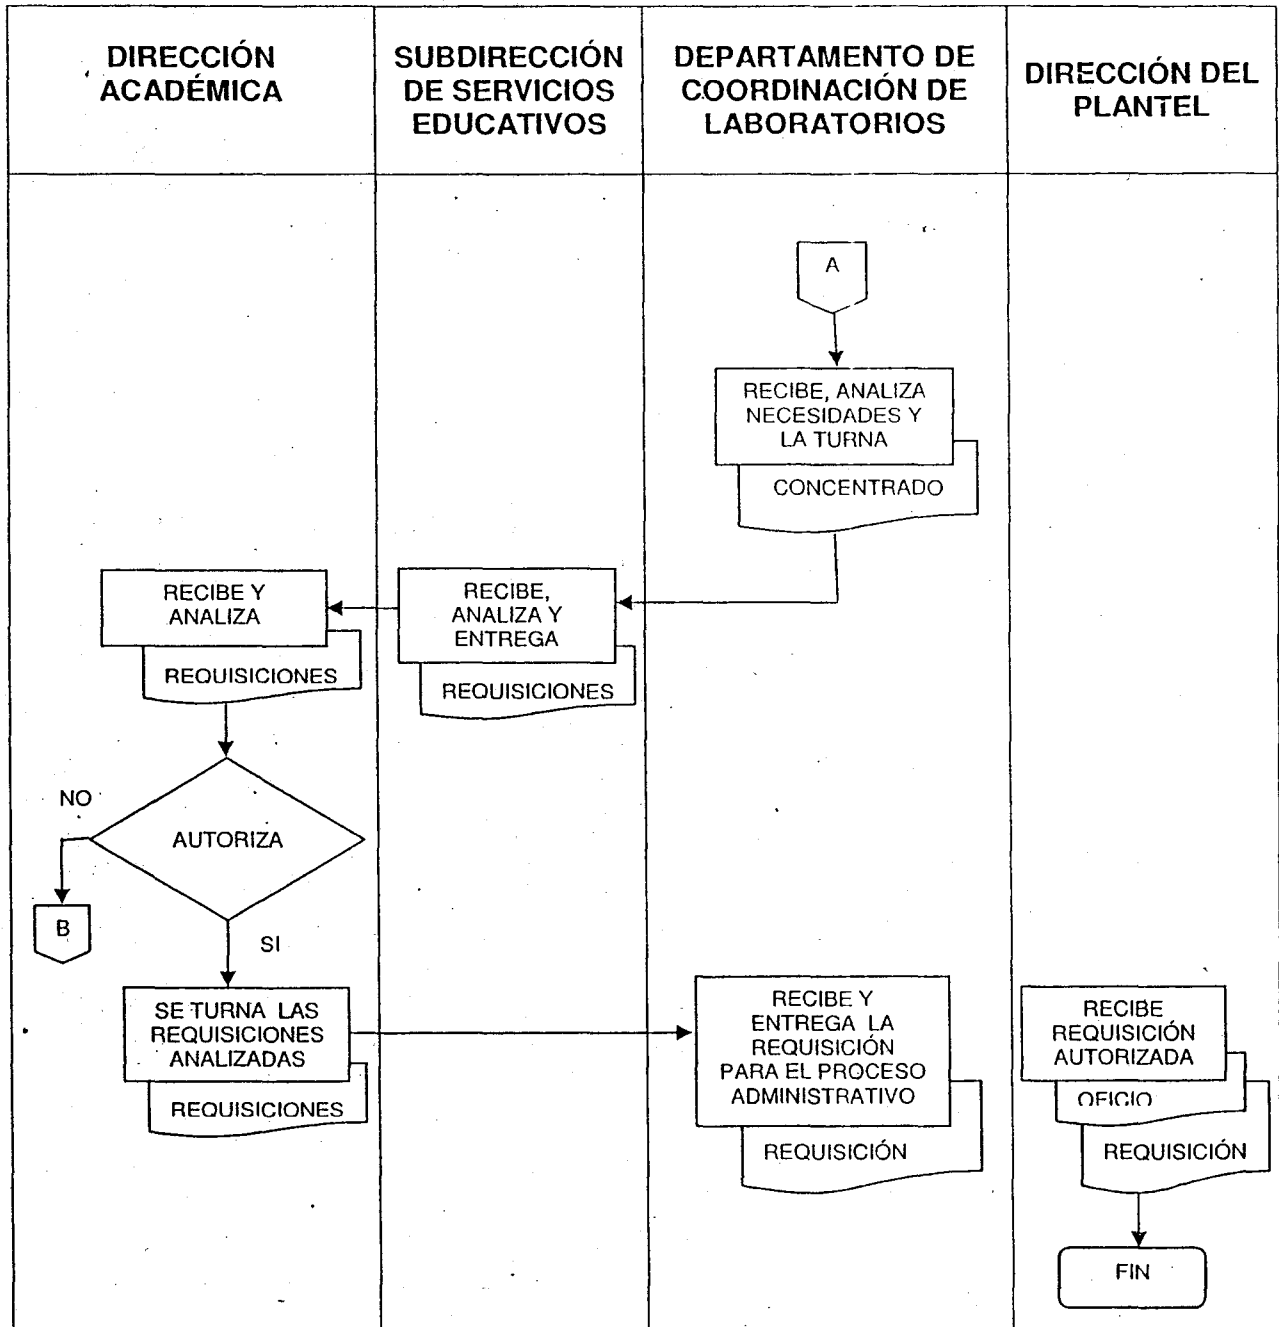 DIRECCIÓN
ACADÉMICA
SUBDIRECCIÓN
DE SERVICIOS
EDUCATIVOS
DEPARTAMENTO DE
COORDINACIÓN DE
LABORATORIOS
DIRECCIÓN DEL
PLANTEL
A
RECIBE, ANALIZA
NECESIDADES Y
LA TURNA
CONCENTRADO
RECIBE,
ANALIZA Y
ENTREGA
REQUISICIONES
RECIBE Y
ANALIZA
REQUISICIONES
AUTORIZA
NO
B
SI
SE TURNA LAS
REQUISICIONES
ANALIZADAS
REQUISICIONES
RECIBE Y
ENTREGA LA
REQUISICIÓN
PARA EL PROCESO
ADMINISTRATIVO
REQUISICIÓN
RECIBE
REQUISICIÓN
AUTORIZADA
OFICIO
REQUISICIÓN
FIN